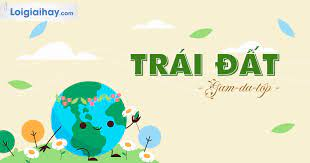 Loigiaihay.com
TRÁI ĐẤT
- Gam-da-tốp -